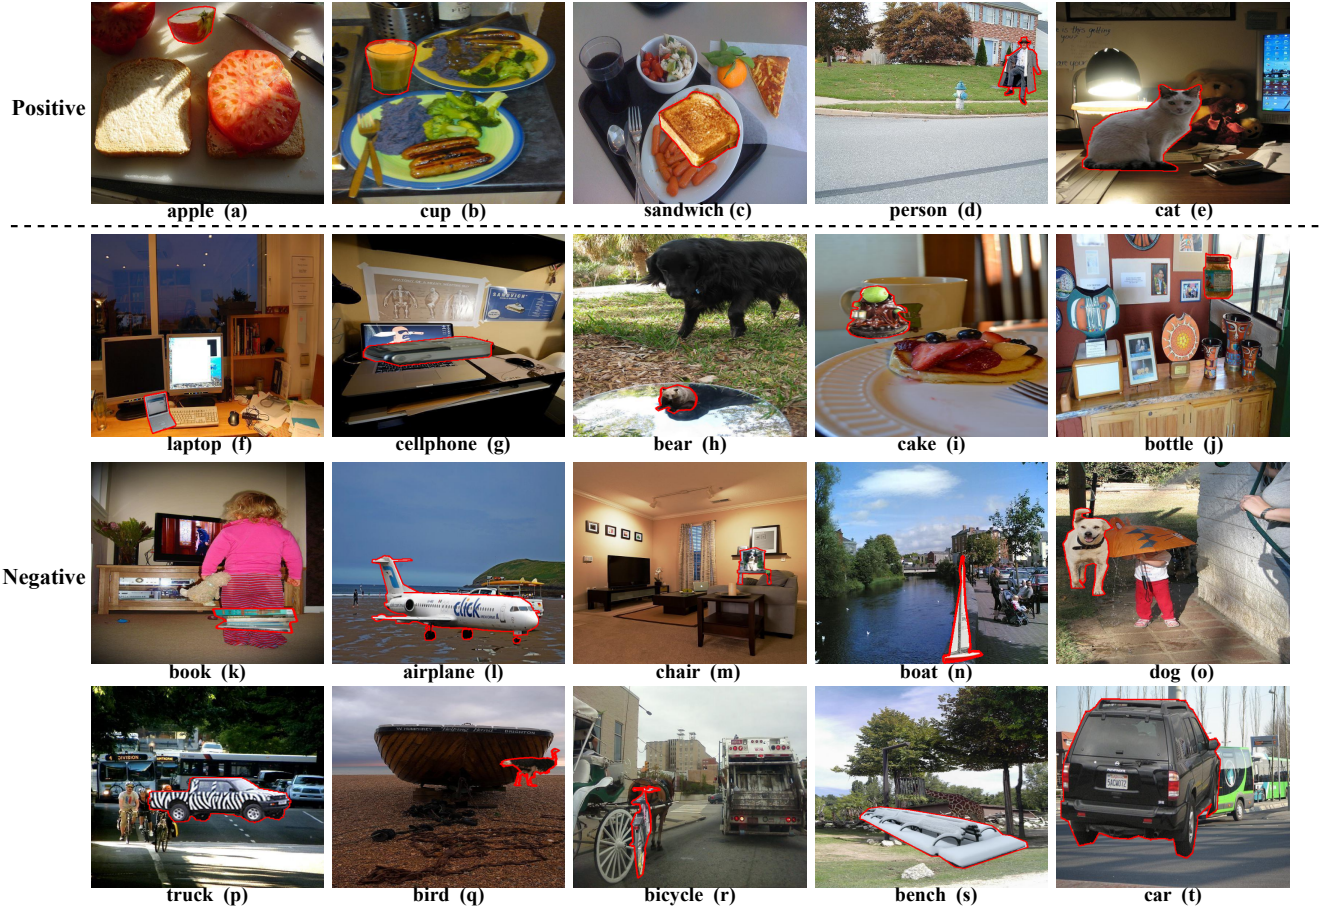 Positive
apple (a)
cup (b)
sandwich (c)
person (d)
cat (e)
laptop (f)
cellphone (g)
bear (h)
cake (i)
bottle (j)
Negative
book (k)
airplane (l)
click
chair (m)
boat (n)
dog (o)
DIVISION
truck (p)
bird (q)
bicycle (r)
bench (s)
car (t)